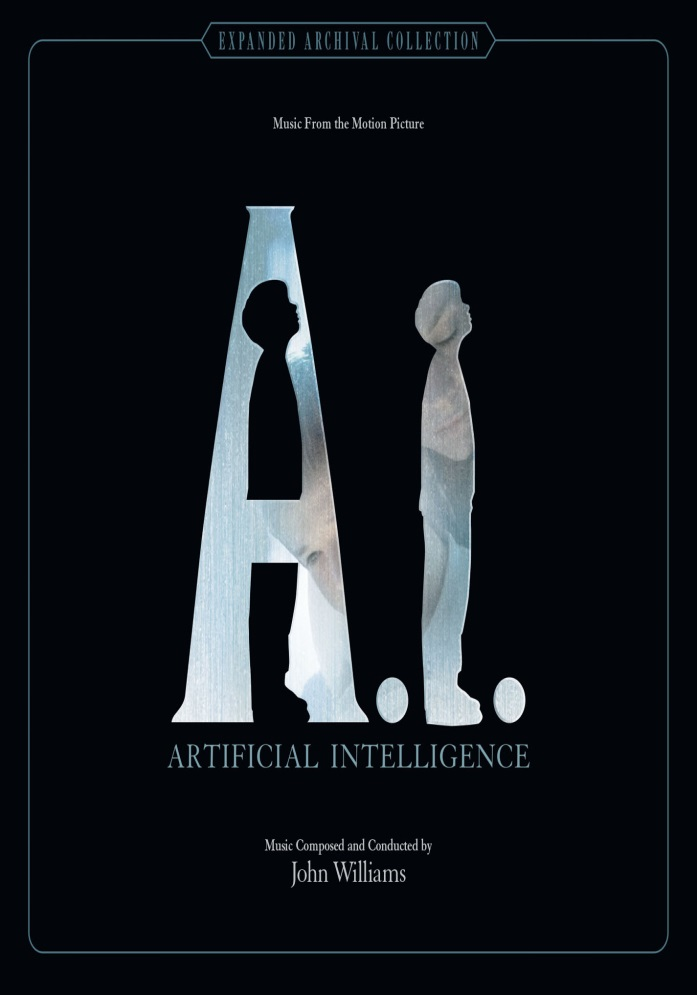 EXPANDED ARCHIVAL COLLECTION
Music From the Motion Picture
A.I.
ARTIFICIAL INTELLIGENCE
Music Composed and Conducted by
John Williams